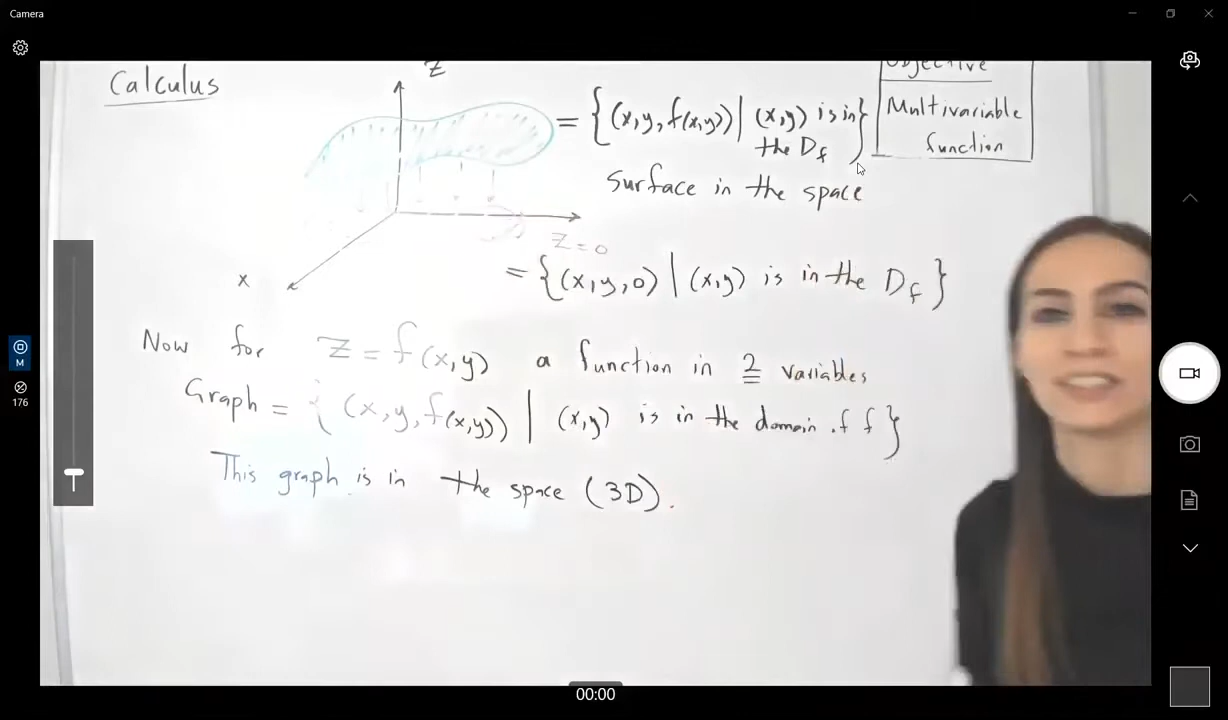 Camera
Calculus
Z
= {(x,y,f(x,y)) | (x,y) is in
the Df }
Surface in the space
Objective
Multivariable
function
Z=0
x
= {(x,y,0) | (x,y) is in the Df }
Now for Z = f(x,y) a function in 2 variables
Graph = { (x,y,f(x,y)) | (x,y) is in the domain of f }
This graph is in the space (3D).
M
176
00:00